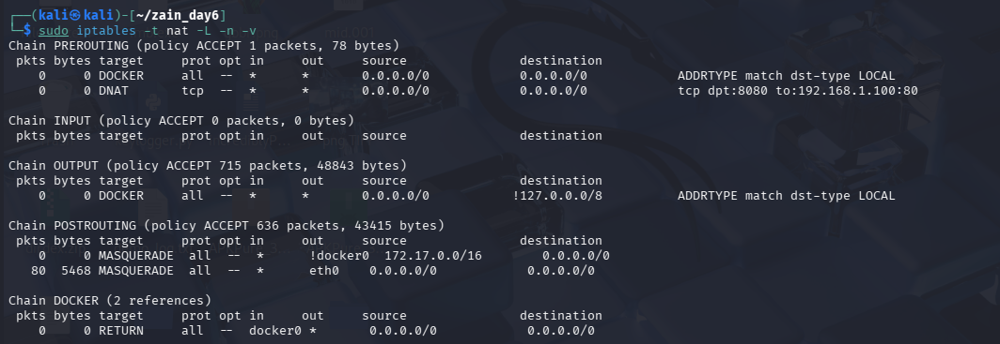 ┌──(kali㉿kali)-[~/zain_day6]
└─$ sudo iptables -t nat -L -n -v
Chain PREROUTING (policy ACCEPT 1 packets, 78 bytes)
 pkts bytes target     prot opt in     out     source               destination
    0     0 DOCKER     all  --  *      *       0.0.0.0/0            0.0.0.0/0            ADDRTYPE match dst-type LOCAL
    0     0 DNAT       tcp  --  *      *       0.0.0.0/0            0.0.0.0/0            tcp dpt:8080 to:192.168.1.100:80

Chain INPUT (policy ACCEPT 0 packets, 0 bytes)
 pkts bytes target     prot opt in     out     source               destination

Chain OUTPUT (policy ACCEPT 715 packets, 48843 bytes)
 pkts bytes target     prot opt in     out     source               destination
    0     0 DOCKER     all  --  *      *       0.0.0.0/0           !127.0.0.0/8          ADDRTYPE match dst-type LOCAL

Chain POSTROUTING (policy ACCEPT 636 packets, 43415 bytes)
 pkts bytes target     prot opt in     out     source               destination
    0     0 MASQUERADE  all  --  *      !docker0  172.17.0.0/16        0.0.0.0/0
   80  5468 MASQUERADE  all  --  *      eth0    0.0.0.0/0            0.0.0.0/0

Chain DOCKER (2 references)
 pkts bytes target     prot opt in     out     source               destination
    0     0 RETURN     all  --  docker0 *       0.0.0.0/0            0.0.0.0/0